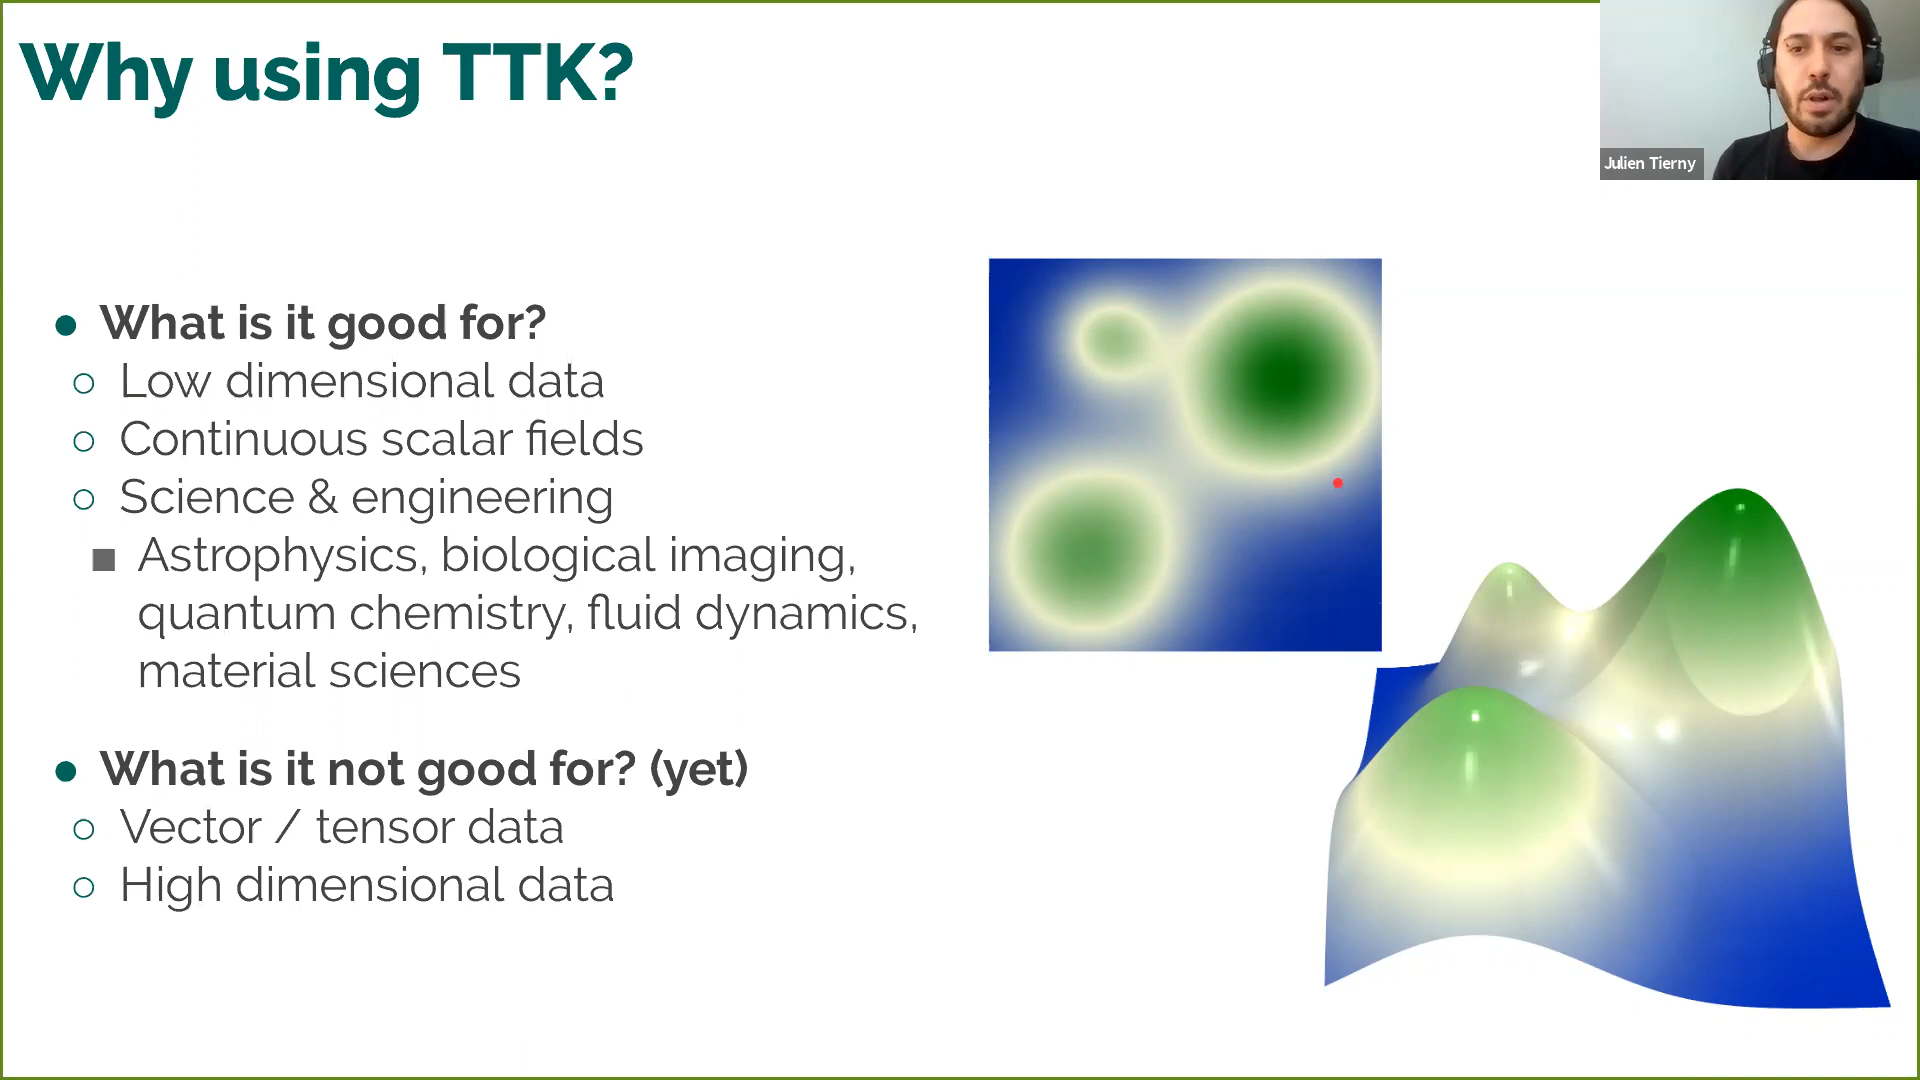 Why using TTK?
Julien Tierny
What is it good for?
Low dimensional data
Continuous scalar fields
Science & engineering
Astrophysics, biological imaging,
quantum chemistry, fluid dynamics,
material sciences
What is it not good for? (yet)
Vector / tensor data
High dimensional data